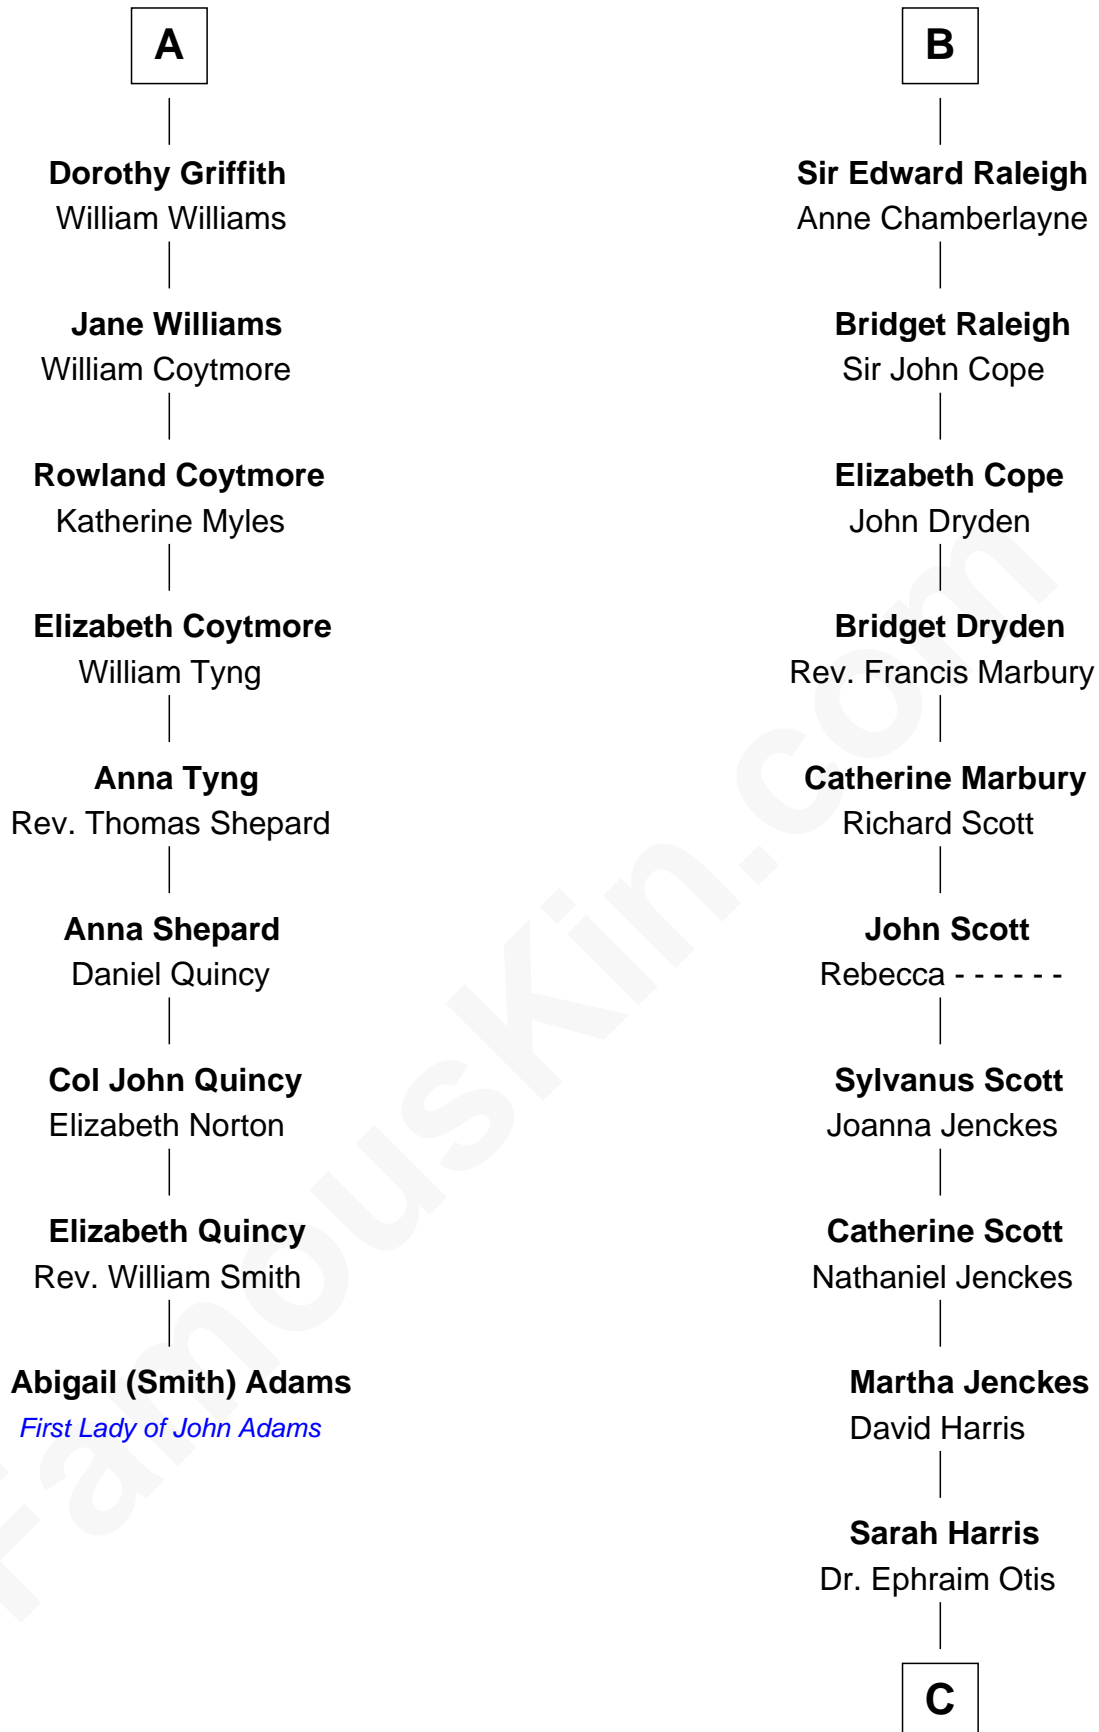 A
Dorothy Griffith
William Williams
Jane Williams
William Coytmore
Rowland Coytmore
Katherine Myles
Elizabeth Coytmore
William Tyng
Anna Tyng
Rev. Thomas Shepard
Anna Shepard
Daniel Quincy
Col John Quincy
Elizabeth Norton
Elizabeth Quincy
Rev. William Smith
Abigail (Smith) Adams
First Lady of John Adams
B
Sir Edward Raleigh
Anne Chamberlayne
Bridget Raleigh
Sir John Cope
Elizabeth Cope
John Dryden
Bridget Dryden
Rev. Francis Marbury
Catherine Marbury
Richard Scott
John Scott
Rebecca - - - - - -
Sylvanus Scott
Joanna Jenckes
Catherine Scott
Nathaniel Jenckes
Martha Jenckes
David Harris
Sarah Harris
Dr. Ephraim Otis
C
FamousKin.com